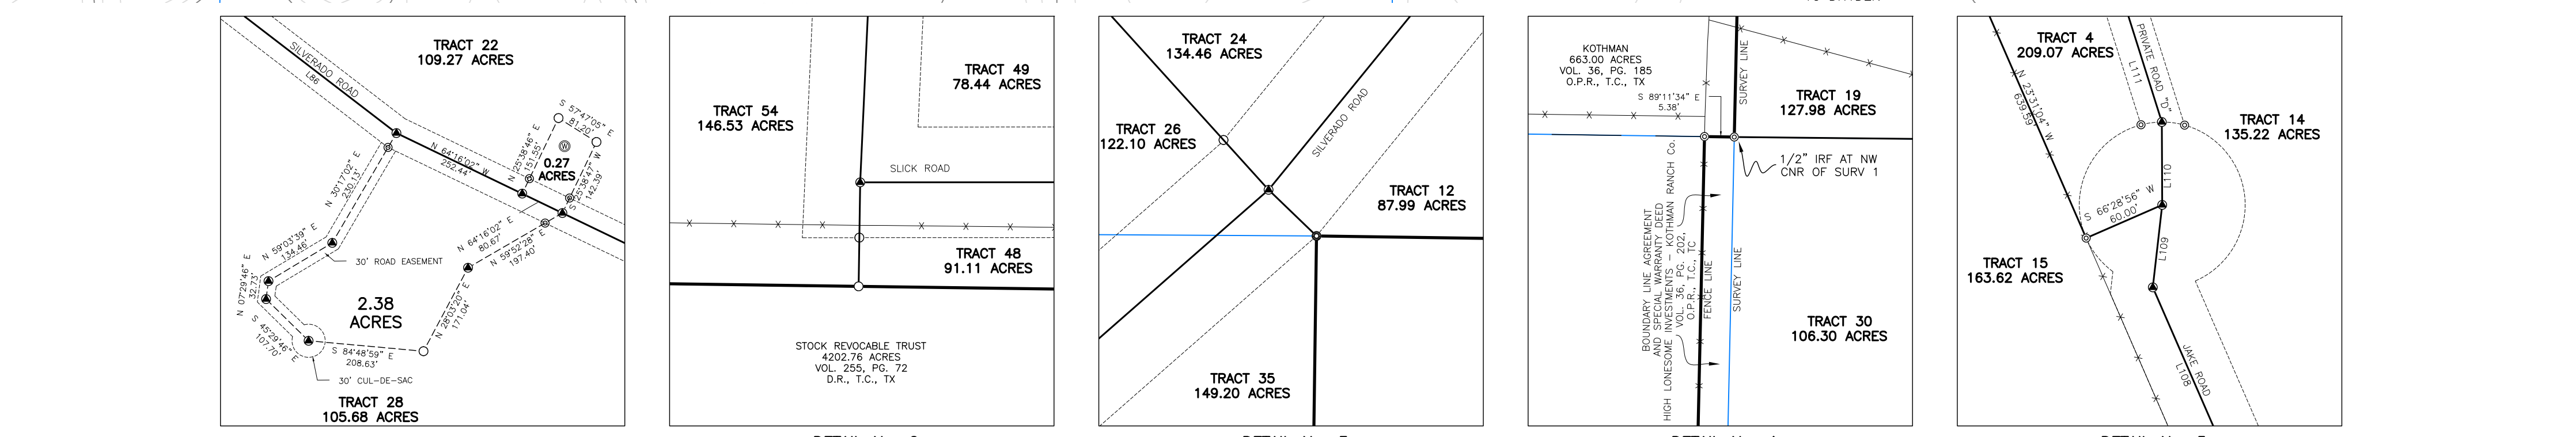 TRACT 22
109.27 ACRES
SILVERADO ROAD
L86
S 57°47'05" E
81.20'
N 25°38'46" E
151.55'
W
0.27
ACRES
S 25°38'47" W
142.39'
N 64°16'02" W
252.44'
N 30°17'02" E
230.13'
N 64°16'02" E
80.67'
N 59°52'28" E
197.40'
N 59°03'39" E
134.46'
30' ROAD EASEMENT
N 07°29'46" E
32.73'
2.38
ACRES
N 28°03'20" E
171.04'
S 45°29'46" E
107.70'
S 84°48'59" E
208.63'
30' CUL-DE-SAC
TRACT 28
105.68 ACRES
TRACT 49
78.44 ACRES
TRACT 54
146.53 ACRES
SLICK ROAD
TRACT 48
91.11 ACRES
STOCK REVOCABLE TRUST
4202.76 ACRES
VOL. 255, PG. 72
D.R., T.C., TX
TRACT 24
134.46 ACRES
SILVERADO ROAD
TRACT 26
122.10 ACRES
TRACT 12
87.99 ACRES
TRACT 35
149.20 ACRES
KOTHMAN
663.00 ACRES
VOL. 36, PG. 185
O.P.R., T.C., TX
SURVEY LINE
S 89°11'34" E
5.38'
TRACT 19
127.98 ACRES
1/2" IRF AT NW
CNR OF SURV 1
BOUNDARY LINE AGREEMENT
AND SPECIAL WARRANTY DEED
HIGH LONESOME INVESTMENTS - KOTHMAN RANCH Co.
VOL. 36, PG. 202,
O.P.R., T.C., TC
FENCE LINE
SURVEY LINE
TRACT 30
106.30 ACRES
TRACT 4
209.07 ACRES
L111
PRIVATE ROAD "D"
N 23°31'04" W
639.59'
TRACT 14
135.22 ACRES
L110
S 66°28'56" W
60.00'
L109
TRACT 15
163.62 ACRES
JAKE ROAD
L108